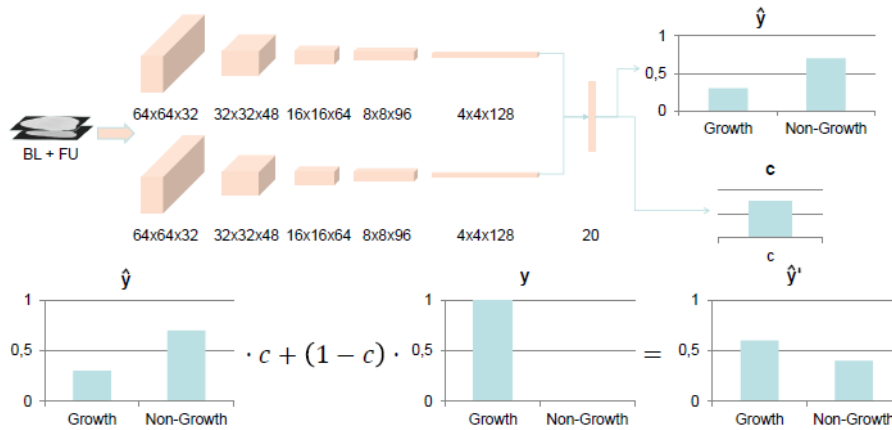 ŷ
1
0,5
0
Growth Non-Growth
64x64x32 32x32x48 16x16x64 8x8x96 4x4x128
BL + FU
c
c
64x64x32 32x32x48 16x16x64 8x8x96 4x4x128 20
ŷ
1
0,5
0
Growth Non-Growth
· c + (1 − c) ·
y
1
0,5
0
Growth Non-Growth
=
ŷ'
1
0,5
0
Growth Non-Growth